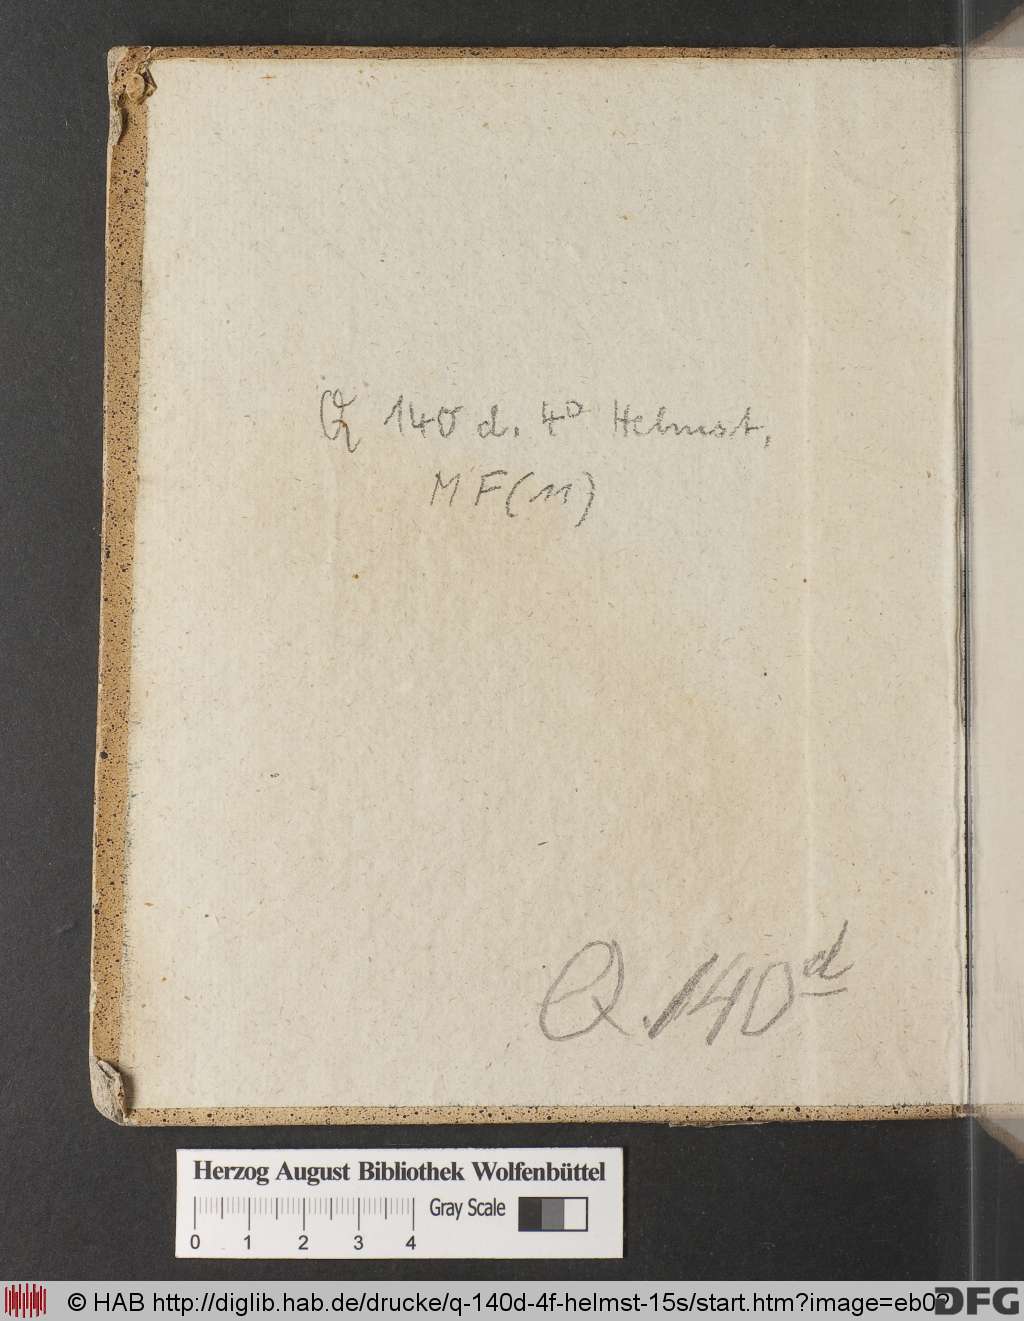 Q 140 d. 4° Helmst.
M F (11)
Q. 140ᵈ
Herzog August Bibliothek Wolfenbüttel
Gray Scale
0 1 2 3 4
© HAB http://diglib.hab.de/drucke/q-140d-4f-helmst-15s/start.htm?image=eb02
DFG